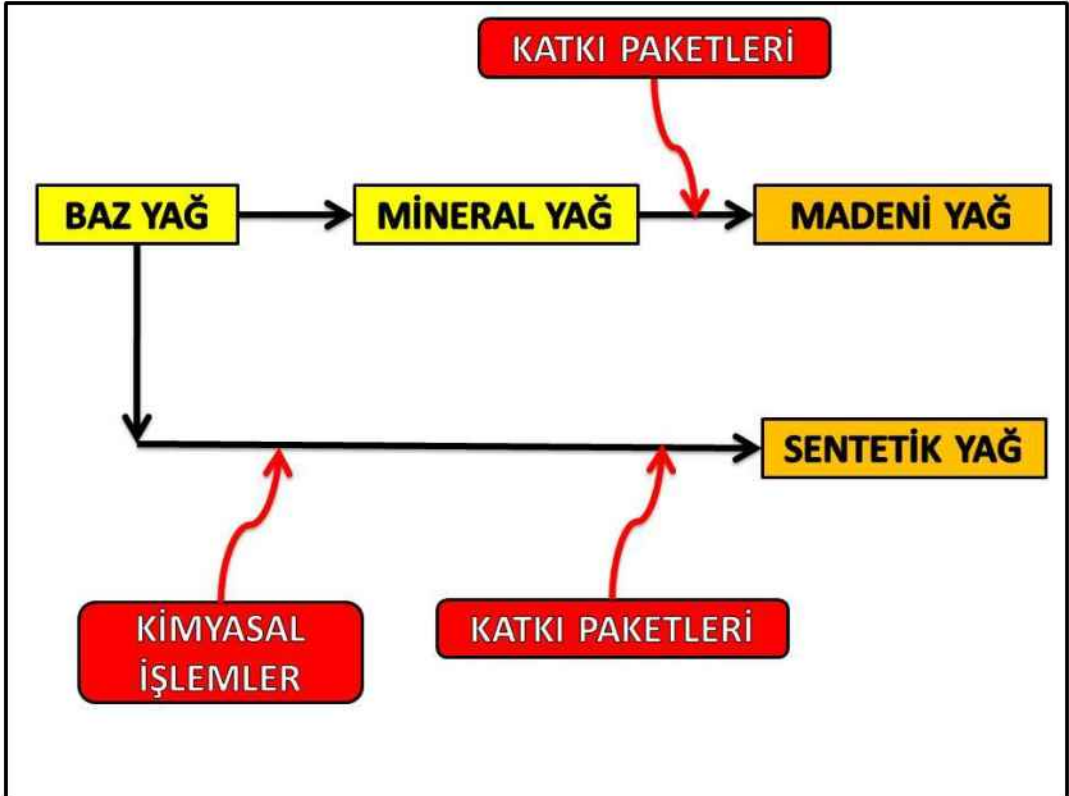 KATKI PAKETLERİ
BAZ YAĞ
MİNERAL YAĞ
MADENİ YAĞ
SENTETİK YAĞ
KİMYASAL
İŞLEMLER
KATKI PAKETLERİ